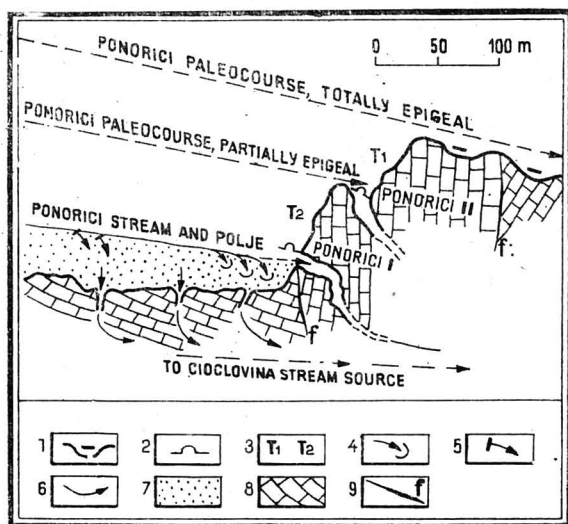 0 50 100 m
PONORICI PALEOCOURSE, TOTALLY EPIGEAL
POMORICI PALEOCOURSE, PARTIALLY EPIGEAL
T1
PONORICI II
T2
PONORICI STREAM AND POLJE
PONORICI I
f
f
TO CIOCLOVINA STREAM SOURCE
1 2 3 T1 T2 4 5
6 7 8 9 f